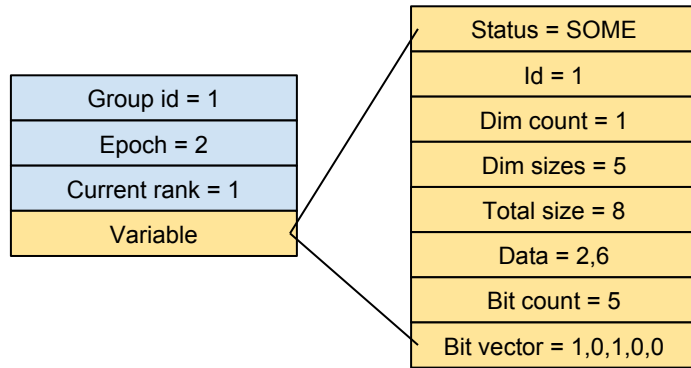 Group id = 1
Epoch = 2
Current rank = 1
Variable
Status = SOME
Id = 1
Dim count = 1
Dim sizes = 5
Total size = 8
Data = 2,6
Bit count = 5
Bit vector = 1,0,1,0,0